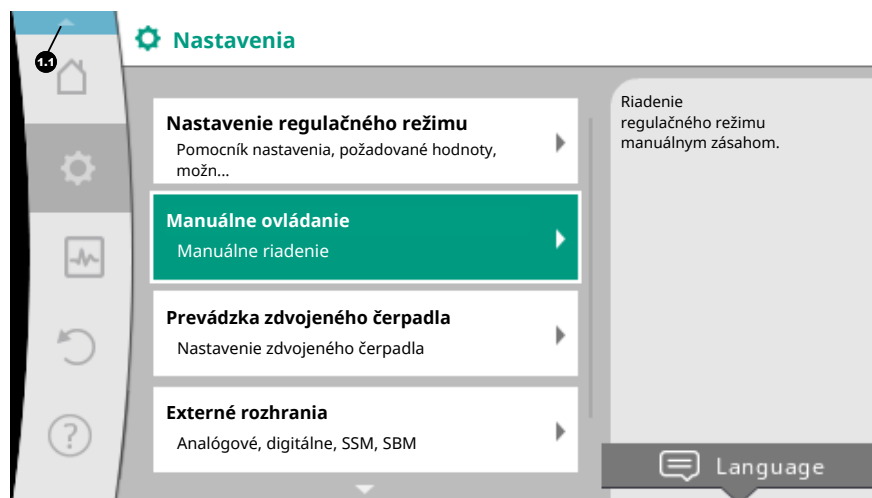 1.1
Nastavenia
Nastavenie regulačného režimu
Pomocník nastavenia, požadované hodnoty,
možn...
Manuálne ovládanie
Manuálne riadenie
Prevádzka zdvojeného čerpadla
Nastavenie zdvojeného čerpadla
Externé rozhrania
Analógové, digitálne, SSM, SBM
Riadenie
regulačného režimu
manuálnym zásahom.
?
Language